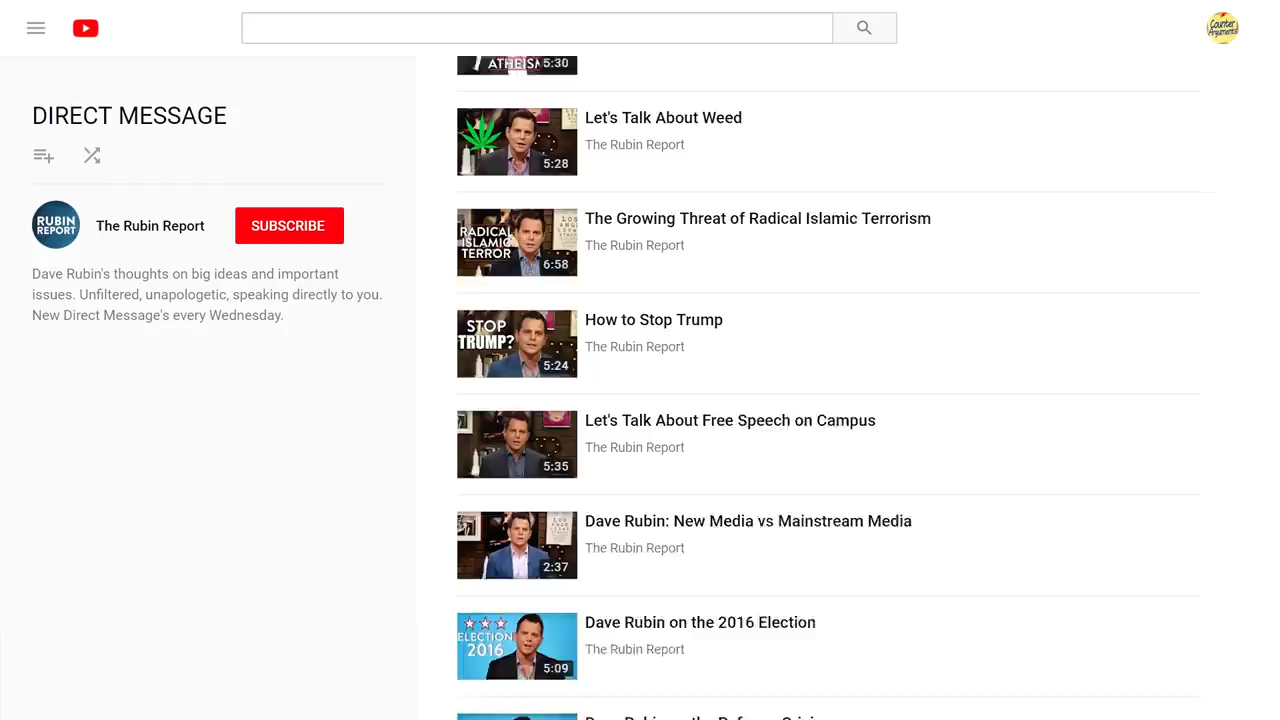 Counter
Arguments!
DIRECT MESSAGE
RUBIN
REPORT
The Rubin Report
SUBSCRIBE
Dave Rubin's thoughts on big ideas and important
issues. Unfiltered, unapologetic, speaking directly to you.
New Direct Message's every Wednesday.
ATHEISM
5:30
5:28
Let's Talk About Weed
The Rubin Report
RADICAL
ISLAMIC
TERROR
6:58
The Growing Threat of Radical Islamic Terrorism
The Rubin Report
STOP
TRUMP?
5:24
How to Stop Trump
The Rubin Report
5:35
Let's Talk About Free Speech on Campus
The Rubin Report
2:37
Dave Rubin: New Media vs Mainstream Media
The Rubin Report
ELECTION
2016
5:09
Dave Rubin on the 2016 Election
The Rubin Report